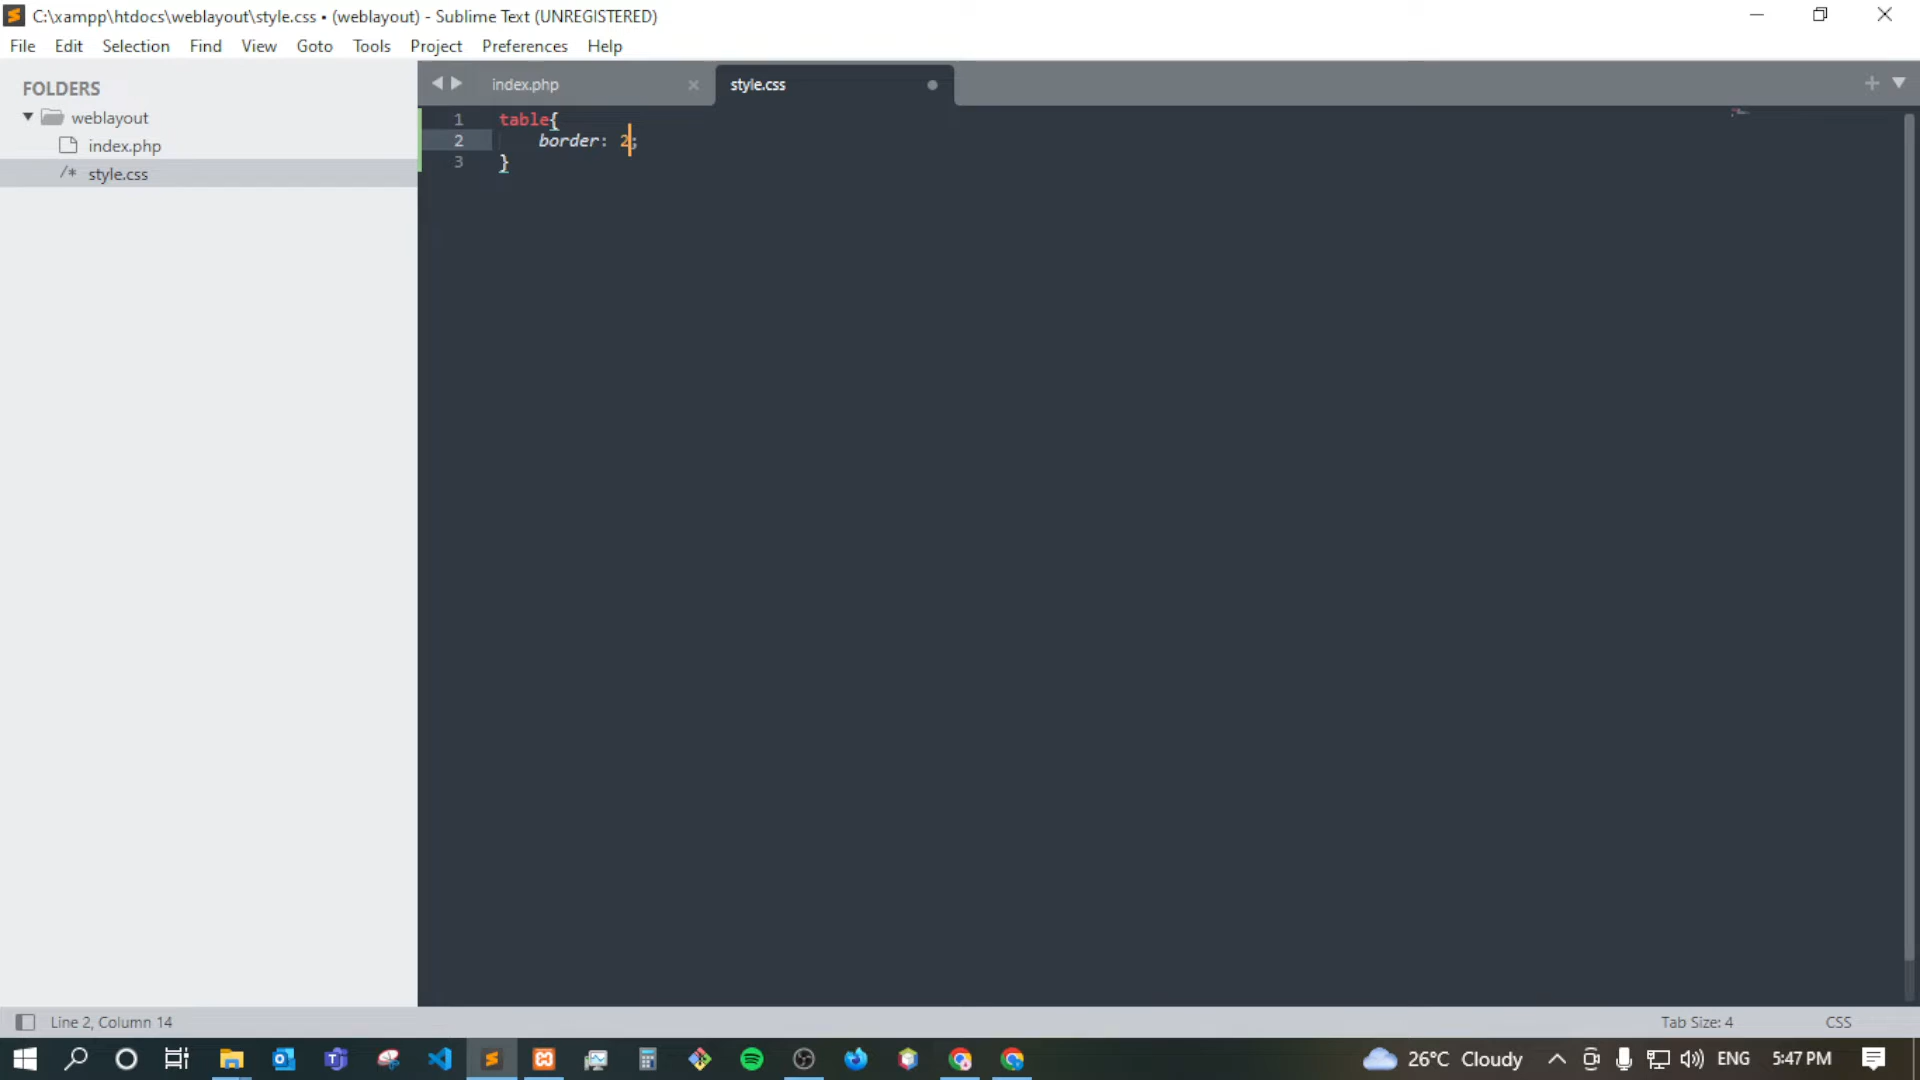 C:\xampp\htdocs\weblayout\style.css • (weblayout) - Sublime Text (UNREGISTERED)
File Edit Selection Find View Goto Tools Project Preferences Help
FOLDERS
weblayout
index.php
/* style.css
index.php × style.css
1 table{
2 border: 2;
3 }
Line 2, Column 14 Tab Size: 4 CSS
26°C Cloudy ENG 5:47 PM